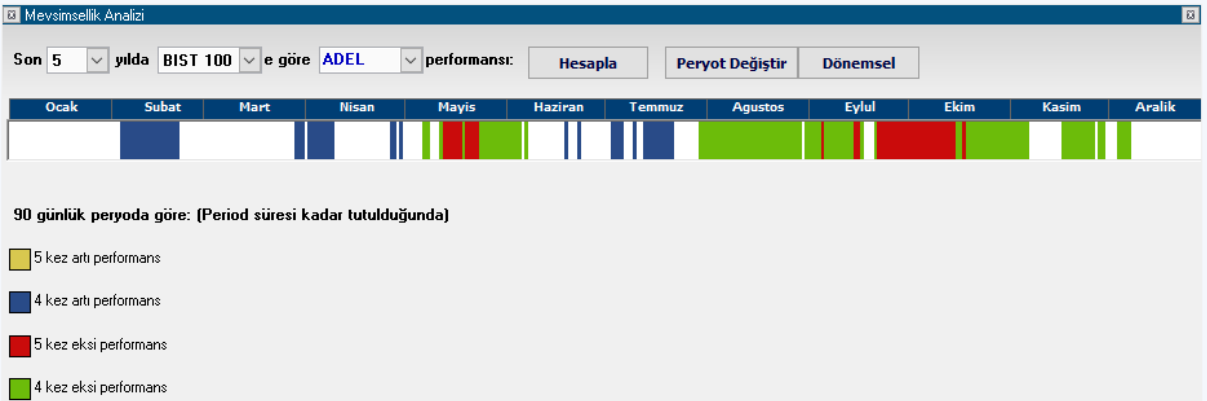 Mevsimsellik Analizi
Son 5 yılda BIST 100 e göre ADEL performansı: Hesapla Peryot Değiştir Dönemsel
Ocak Subat Mart Nisan Mayis Haziran Temmuz Agustos Eylul Ekim Kasim Aralik
90 günlük peryoda göre: (Period süresi kadar tutulduğunda)
5 kez artı performans
4 kez artı performans
5 kez eksi performans
4 kez eksi performans